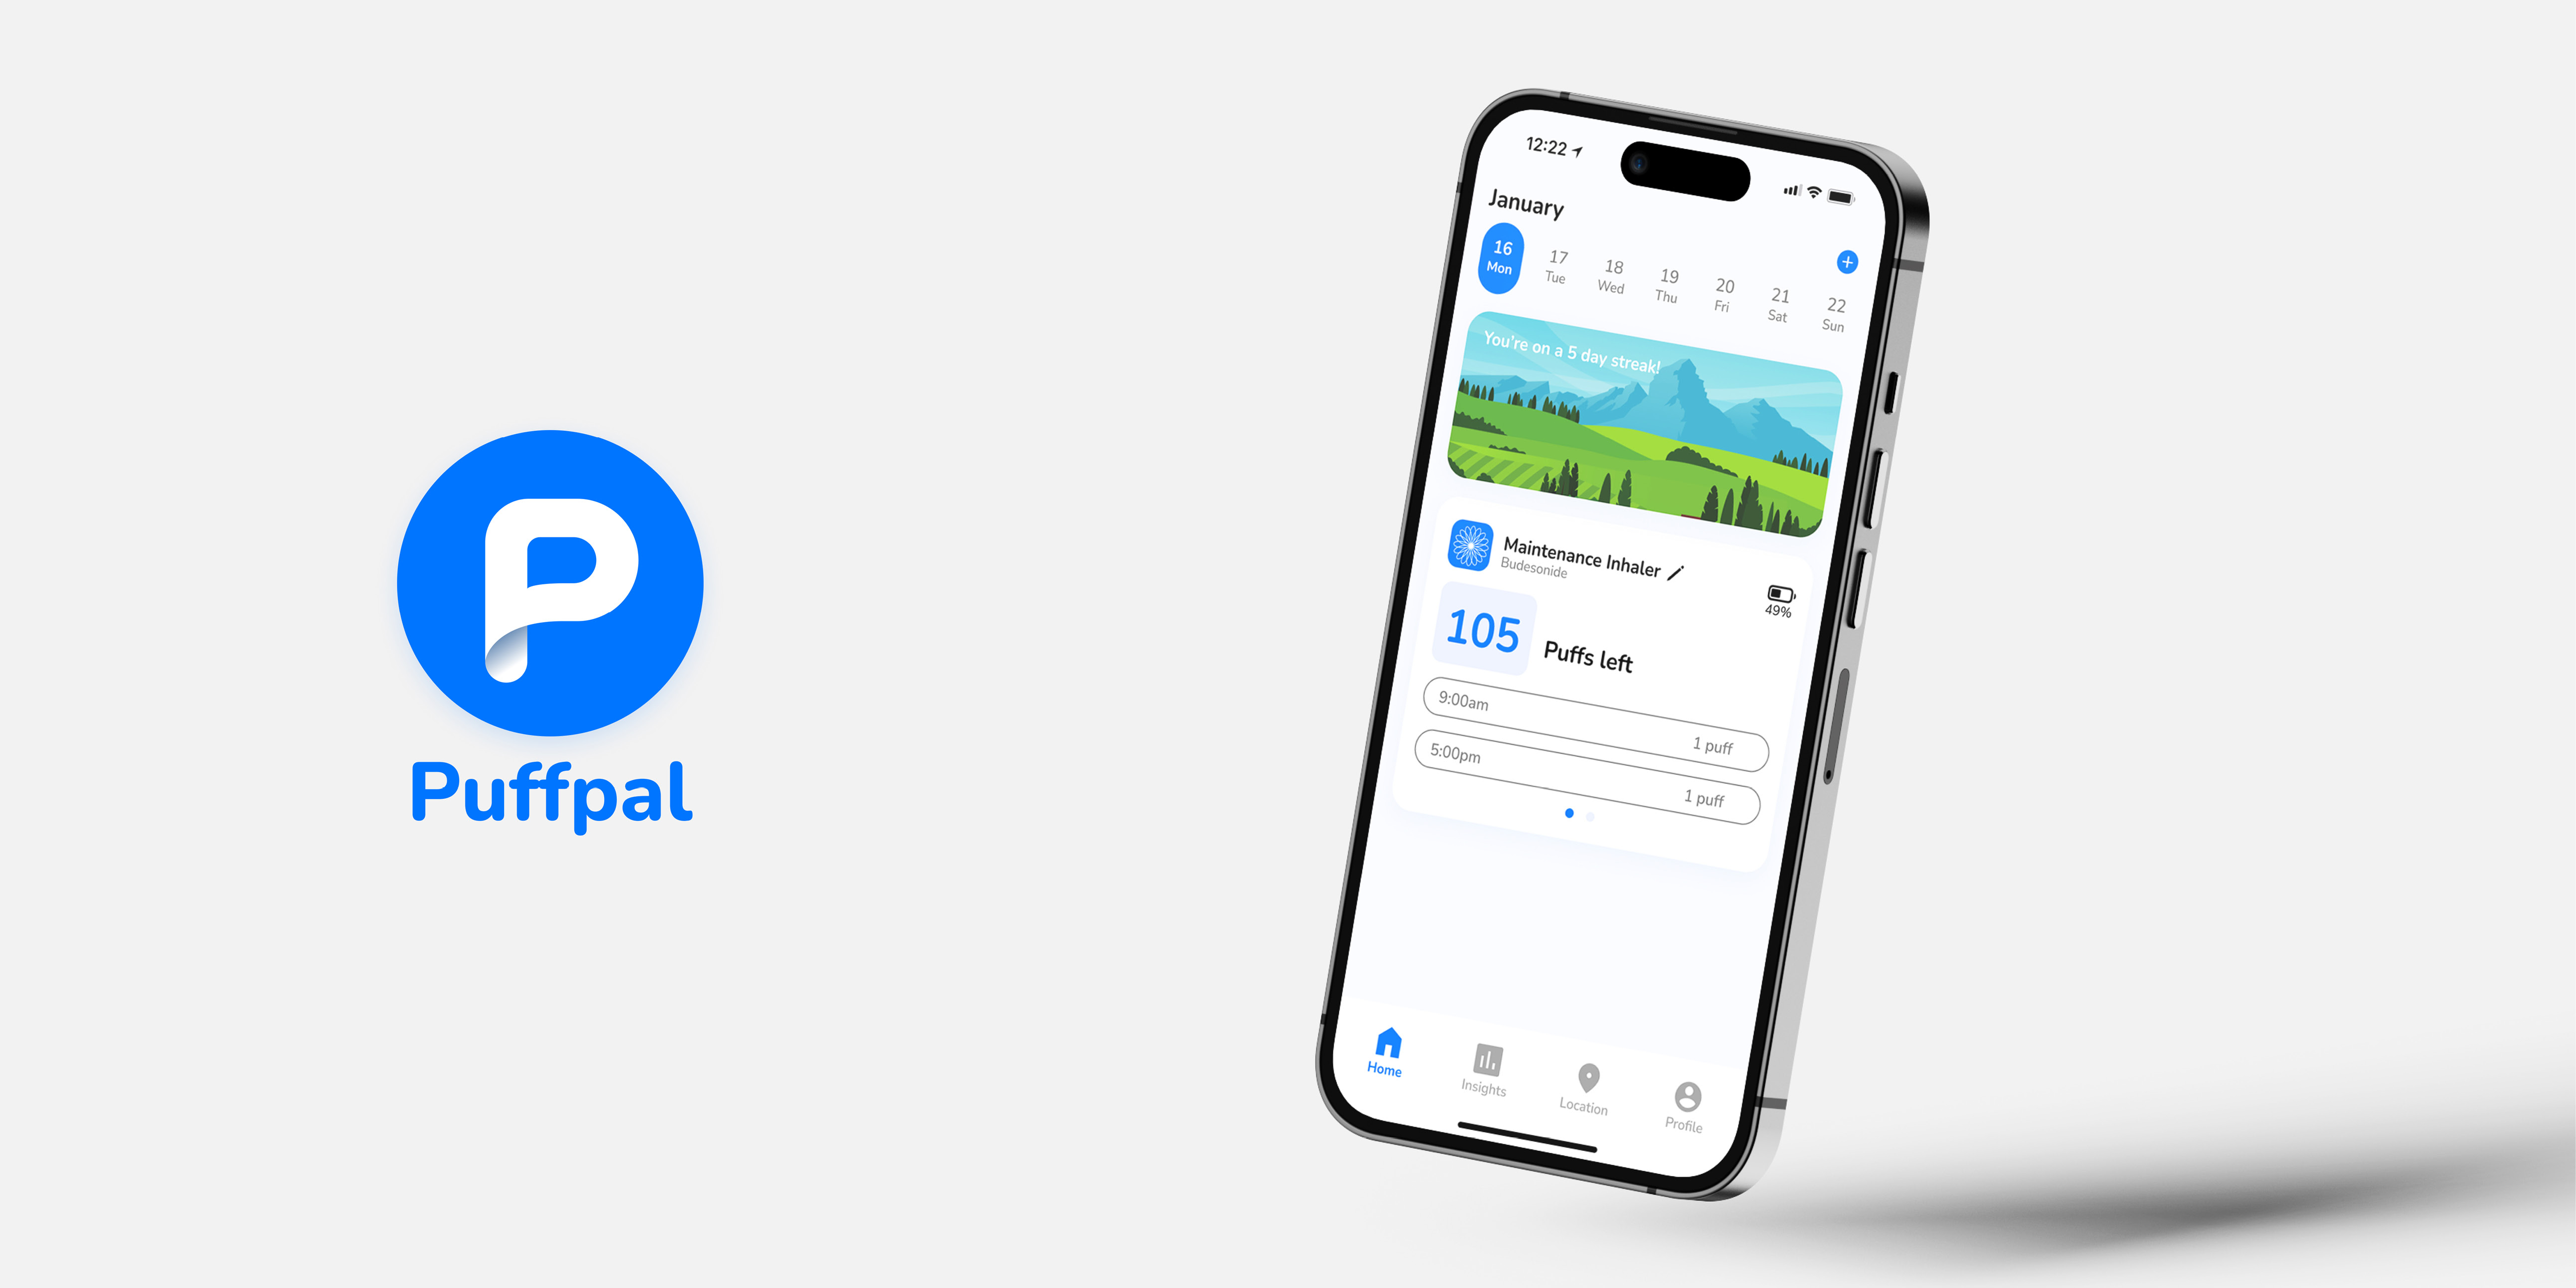 Puffpal
12:22
January
16 17 18 19 20 21 22
Mon Tue Wed Thu Fri Sat Sun
You're on a 5 day streak!
Maintenance Inhaler
Budesonide
49%
105 Puffs left
9:00am 1 puff
5:00pm 1 puff
Home Insights Location Profile